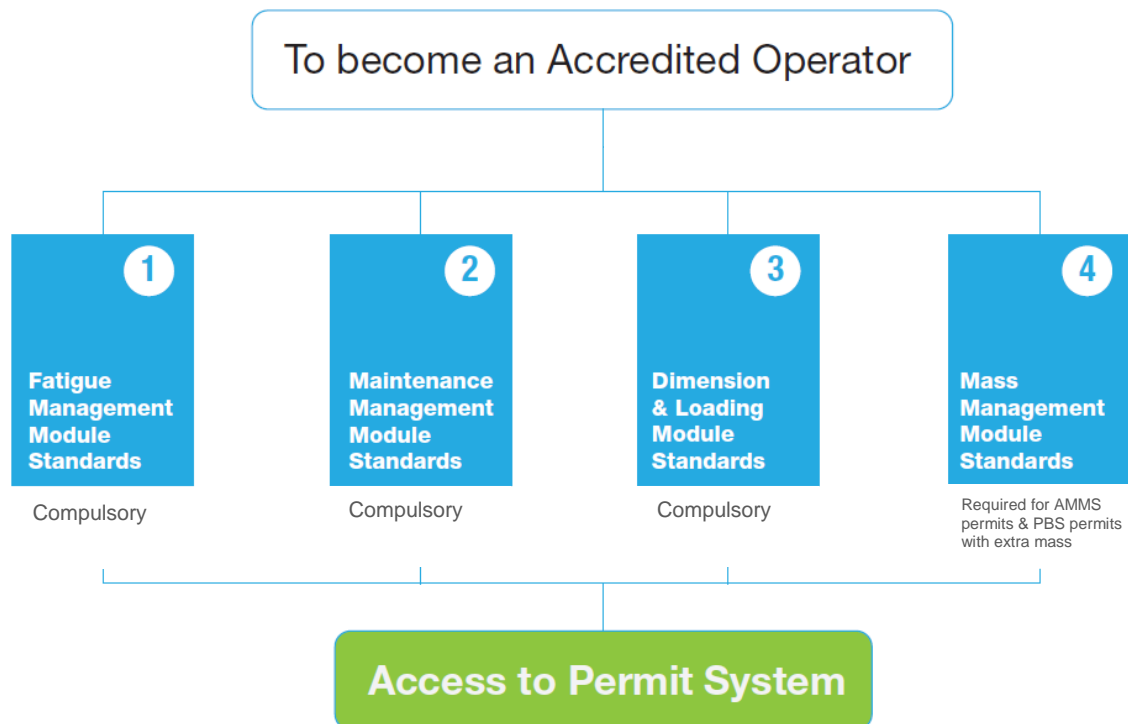 To become an Accredited Operator
1
Fatigue
Management
Module
Standards
Compulsory
2
Maintenance
Management
Module
Standards
Compulsory
3
Dimension
& Loading
Module
Standards
Compulsory
4
Mass
Management
Module
Standards
Required for AMMS
permits & PBS permits
with extra mass
Access to Permit System